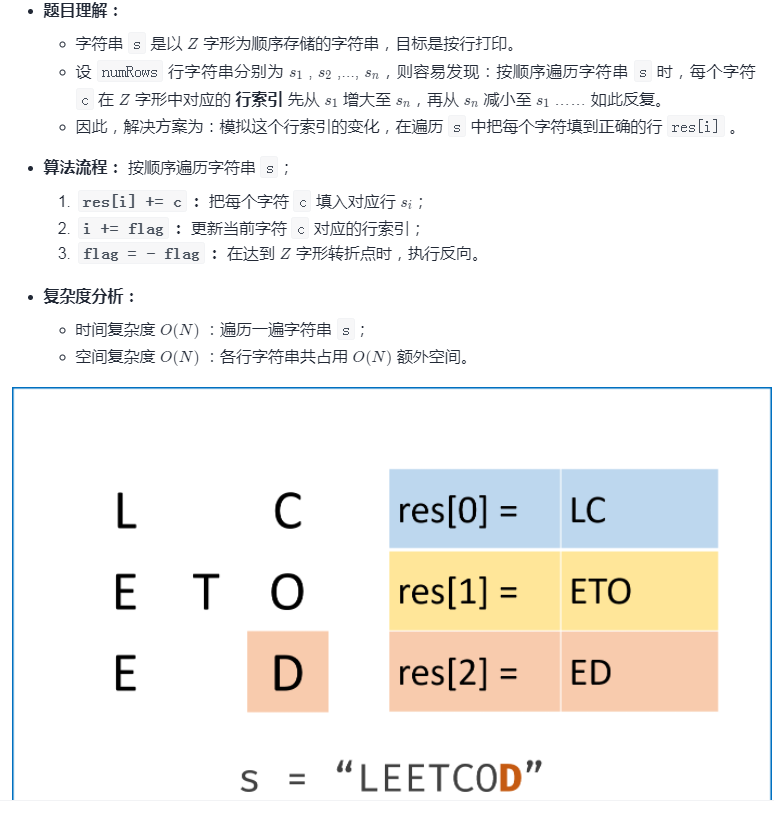 • 题目理解：
◦ 字符串 s 是以 Z 字形为顺序存储的字符串，目标是按行打印。
◦ 设 numRows 行字符串分别为 s₁ , s₂ ,..., sₙ，则容易发现：按顺序遍历字符串 s 时，每个字符
c 在 Z 字形中对应的 行索引 先从 s₁ 增大至 sₙ，再从 sₙ 减小至 s₁ …… 如此反复。
◦ 因此，解决方案为：模拟这个行索引的变化，在遍历 s 中把每个字符填到正确的行 res[i] 。
• 算法流程： 按顺序遍历字符串 s ；
1. res[i] += c ： 把每个字符 c 填入对应行 sᵢ；
2. i += flag ： 更新当前字符 c 对应的行索引；
3. flag = - flag ： 在达到 Z 字形转折点时，执行反向。
• 复杂度分析：
◦ 时间复杂度 O(N) ：遍历一遍字符串 s ；
◦ 空间复杂度 O(N) ：各行字符串共占用 O(N) 额外空间。
L C res[0] = LC
E T O res[1] = ETO
E D res[2] = ED
s = “LEETCOD”